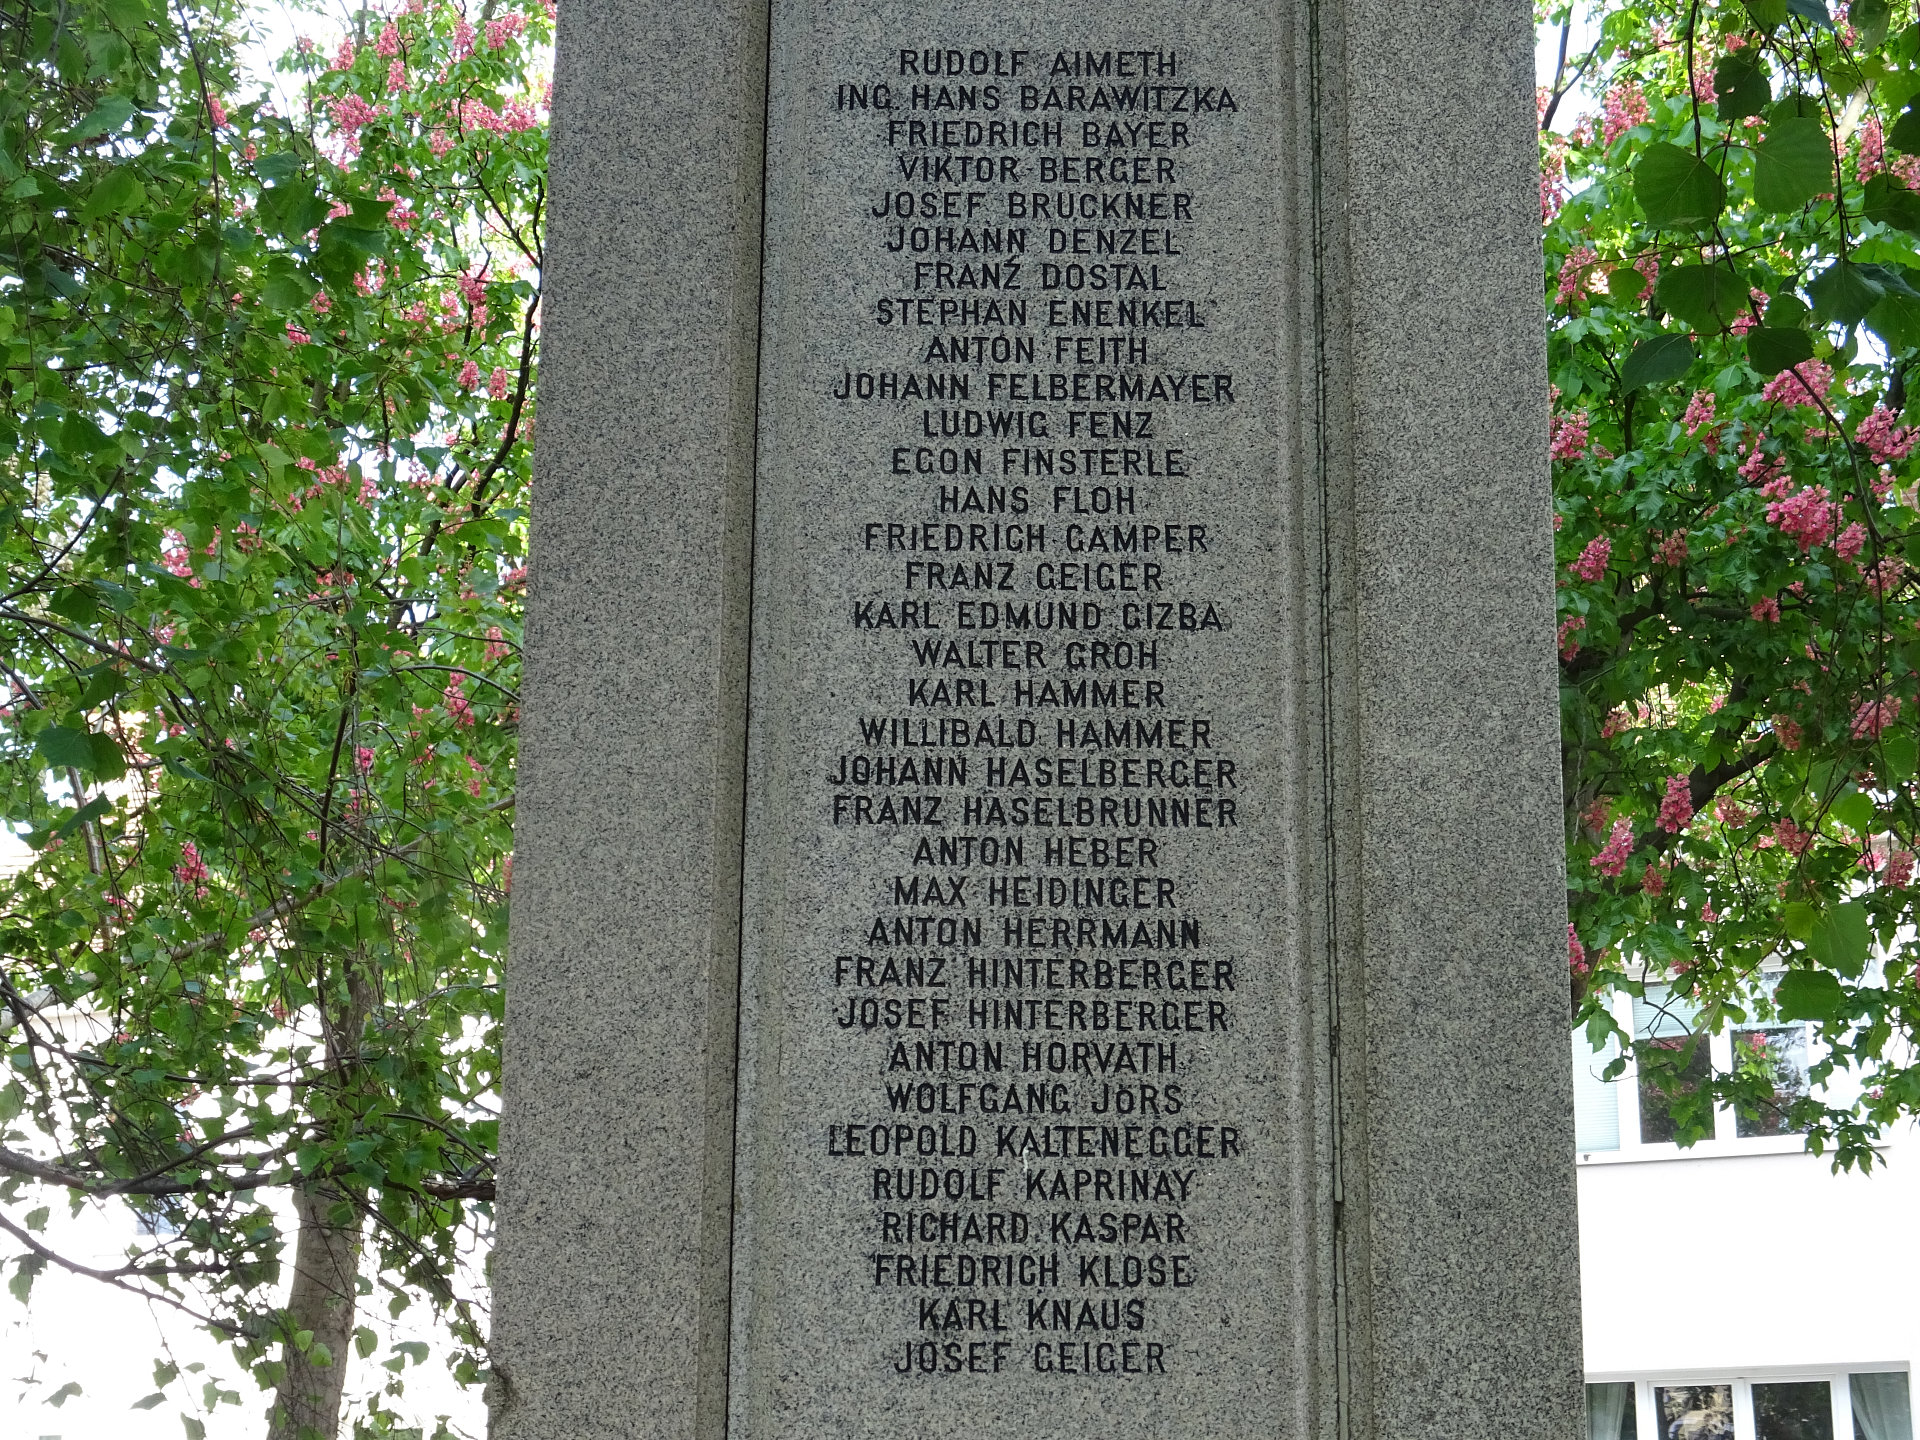 RUDOLF AIMETH
ING. HANS BARAWITZKA
FRIEDRICH BAYER
VIKTOR BERGER
JOSEF BRUCKNER
JOHANN DENZEL
FRANZ DOSTAL
STEPHAN ENENKEL
ANTON FEITH
JOHANN FELBERMAYER
LUDWIG FENZ
EGON FINSTERLE
HANS FLOH
FRIEDRICH GAMPER
FRANZ GEIGER
KARL EDMUND GIZBA
WALTER GROH
KARL HAMMER
WILLIBALD HAMMER
JOHANN HASELBERGER
FRANZ HASELBRUNNER
ANTON HEBER
MAX HEIDINGER
ANTON HERRMANN
FRANZ HINTERBERGER
JOSEF HINTERBERGER
ANTON HORVATH
WOLFGANG JÖRS
LEOPOLD KALTENEGGER
RUDOLF KAPRINAY
RICHARD KASPAR
FRIEDRICH KLOSE
KARL KNAUS
JOSEF GEIGER